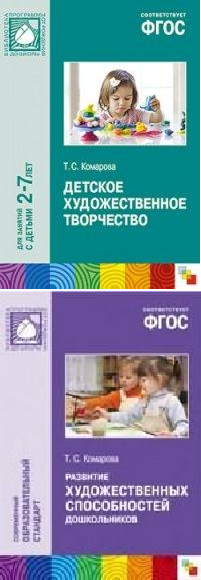 СООТВЕТСТВУЕТ
ФГОС
Т. С. Комарова
ДЕТСКОЕ
ХУДОЖЕСТВЕННОЕ
ТВОРЧЕСТВО
ДЛЯ ЗАНЯТИЙ
С ДЕТЬМИ 2-7 ЛЕТ
СООТВЕТСТВУЕТ
ФГОС
Т. С. Комарова
РАЗВИТИЕ
ХУДОЖЕСТВЕННЫХ
СПОСОБНОСТЕЙ
ДОШКОЛЬНИКОВ
СОВРЕМЕННЫЙ
ОБРАЗОВАТЕЛЬНЫЙ
СТАНДАРТ